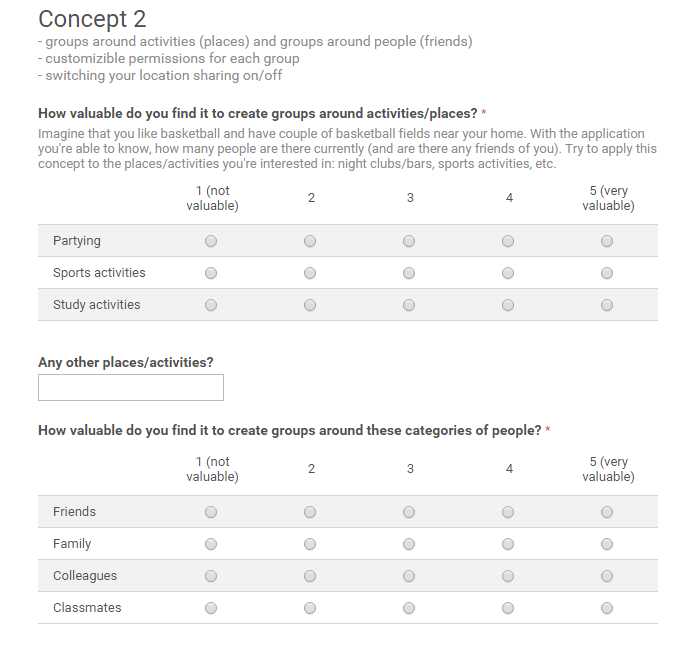 Concept 2
- groups around activities (places) and groups around people (friends)
- customizible permissions for each group
- switching your location sharing on/off
How valuable do you find it to create groups around activities/places? *
Imagine that you like basketball and have couple of basketball fields near your home. With the application
you're able to know, how many people are there currently (and are there any friends of you). Try to apply this
concept to the places/activities you're interested in: night clubs/bars, sports activities, etc.
1 (not valuable) 2 3 4 5 (very valuable)
Partying
Sports activities
Study activities
Any other places/activities?
How valuable do you find it to create groups around these categories of people? *
1 (not valuable) 2 3 4 5 (very valuable)
Friends
Family
Colleagues
Classmates